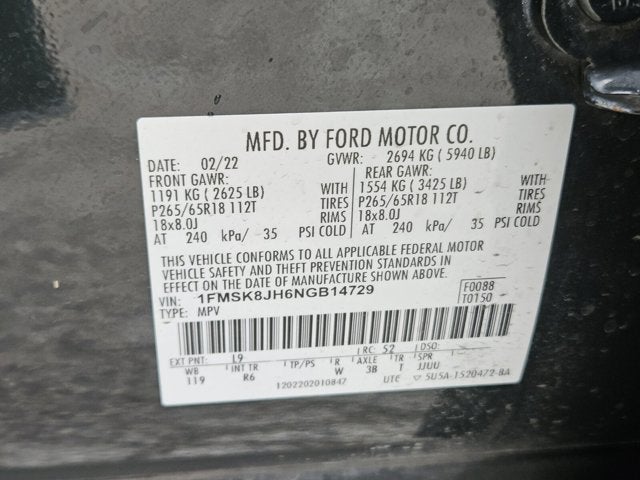 MFD. BY FORD MOTOR CO.
DATE: 02/22 GVWR: 2694 KG ( 5940 LB)
FRONT GAWR: REAR GAWR:
1191 KG ( 2625 LB) WITH 1554 KG ( 3425 LB) WITH
P265/65R18 112T TIRES P265/65R18 112T TIRES
18x8.0J RIMS 18x8.0J RIMS
AT 240 kPa/ 35 PSI COLD AT 240 kPa/ 35 PSI COLD
THIS VEHICLE CONFORMS TO ALL APPLICABLE FEDERAL MOTOR
VEHICLE SAFETY AND THEFT PREVENTION STANDARDS IN
EFFECT ON THE DATE OF MANUFACTURE SHOWN ABOVE.
VIN: 1FMSK8JH6NGB14729 F0088
TYPE: MPV T0150
EXT PNT: L9 RC: 52 DSO:
WB INT TR TP/PS R AXLE TR SPR
119 R6 W 3B T JJUU
1202202010847 UTC 5U5A-1520472-BA